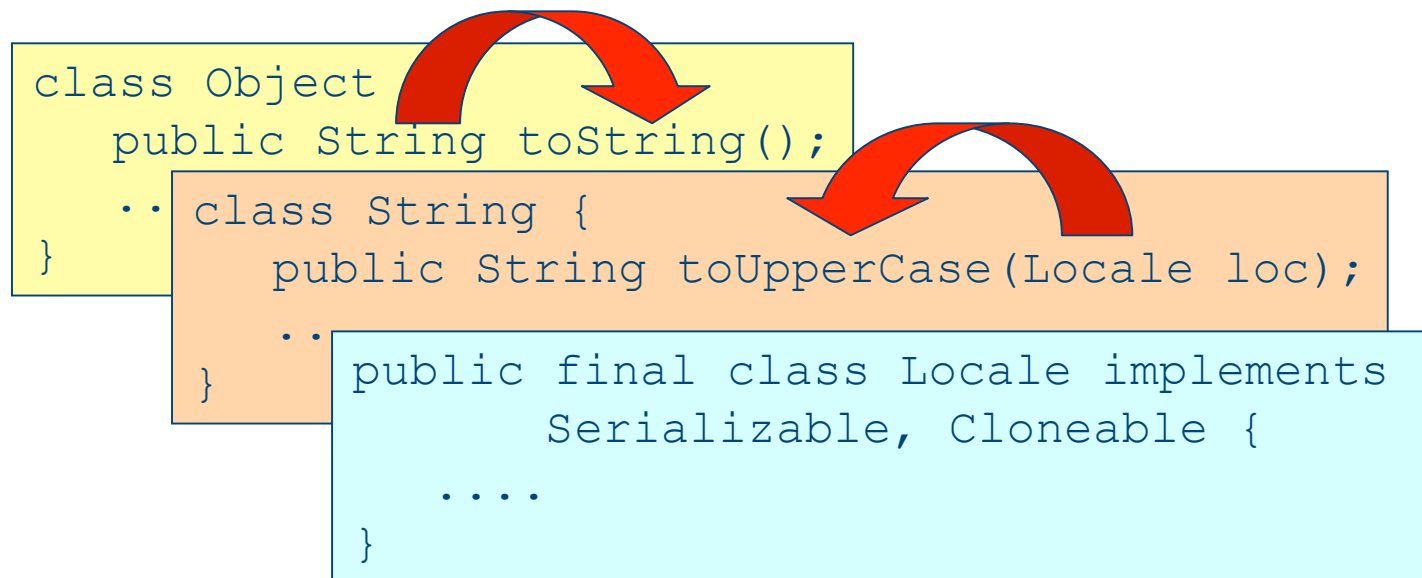 class Object
public String toString();
..
}
class String {
public String toUpperCase(Locale loc);
..
}
public final class Locale implements
Serializable, Cloneable {
....
}